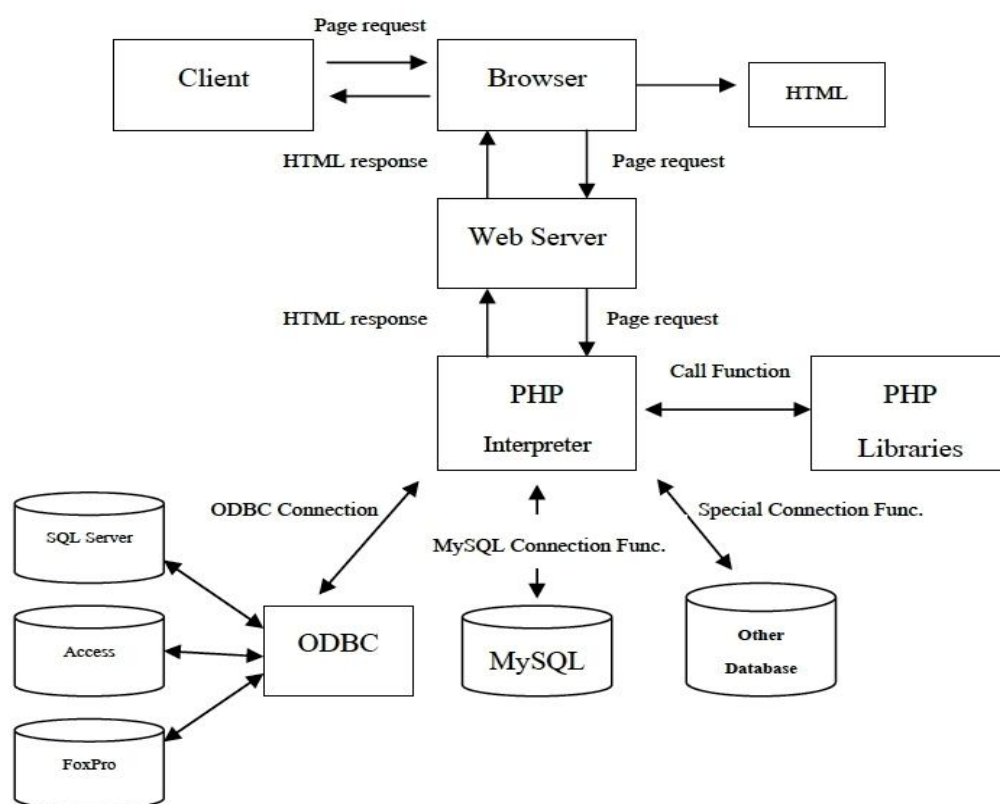 Page request
Client
Browser
HTML
HTML response
Page request
Web Server
HTML response
Page request
PHP
Interpreter
Call Function
PHP
Libraries
ODBC Connection
MySQL Connection Func.
Special Connection Func.
SQL Server
Access
FoxPro
ODBC
MySQL
Other
Database